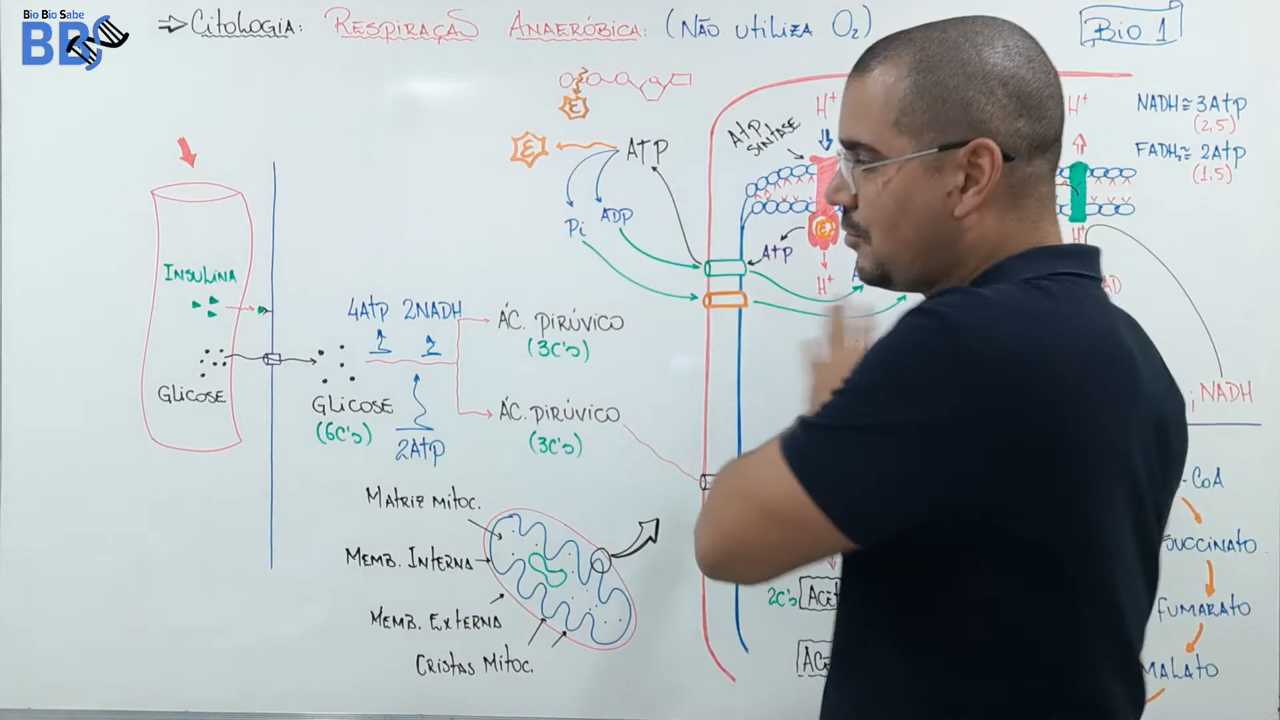 Bio Bio Sabe
BBS
⇒ Citologia: Respiração Anaeróbica: (Não utiliza O₂)
Bio 1
NADH ≅ 3Atp
(2,5)
FADH₂ ≅ 2Atp
(1,5)
H⁺
H⁺
Atp
Sintase
E
E
ATP
Pi
ADP
E
Atp
H⁺
H⁺
Insulina
Glicose
4Atp 2NADH
Glicose
(6C's)
2Atp
Ác. Pirúvico
(3C's)
Ác. Pirúvico
(3C's)
NADH
-CoA
Succinato
Fumarato
Malato
2C's
Matriz mitoc.
Memb. Interna
Memb. Externa
Cristas Mitoc.